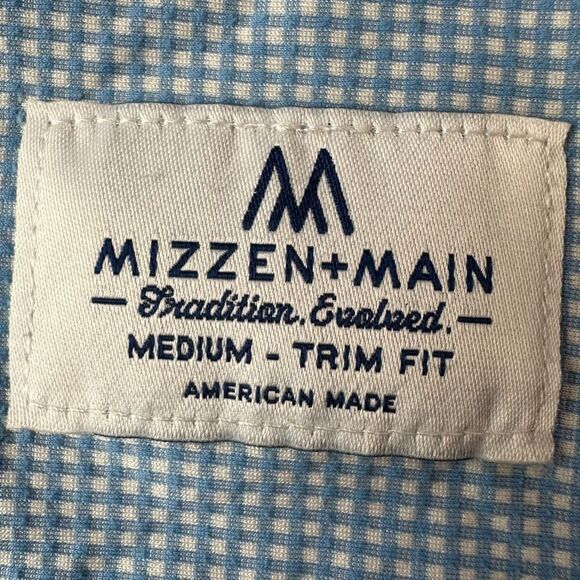 MIZZEN+MAIN
Tradition. Evolved.
MEDIUM - TRIM FIT
AMERICAN MADE